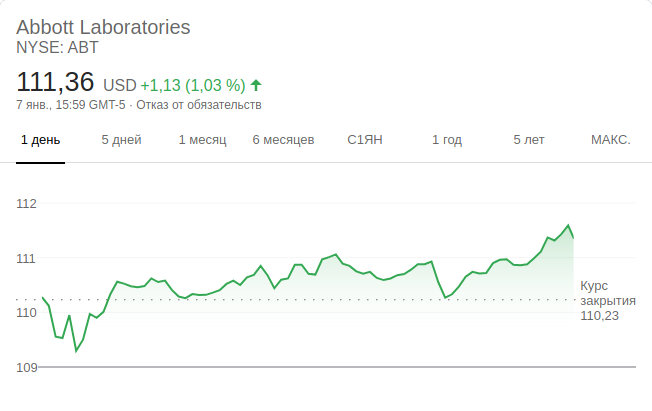 Abbott Laboratories
NYSE: ABT
111,36 USD +1,13 (1,03 %)
7 янв., 15:59 GMT-5 · Отказ от обязательств
1 день 5 дней 1 месяц 6 месяцев С1ЯН 1 год 5 лет МАКС.
112
111
110
109
Курс
закрытия
110,23